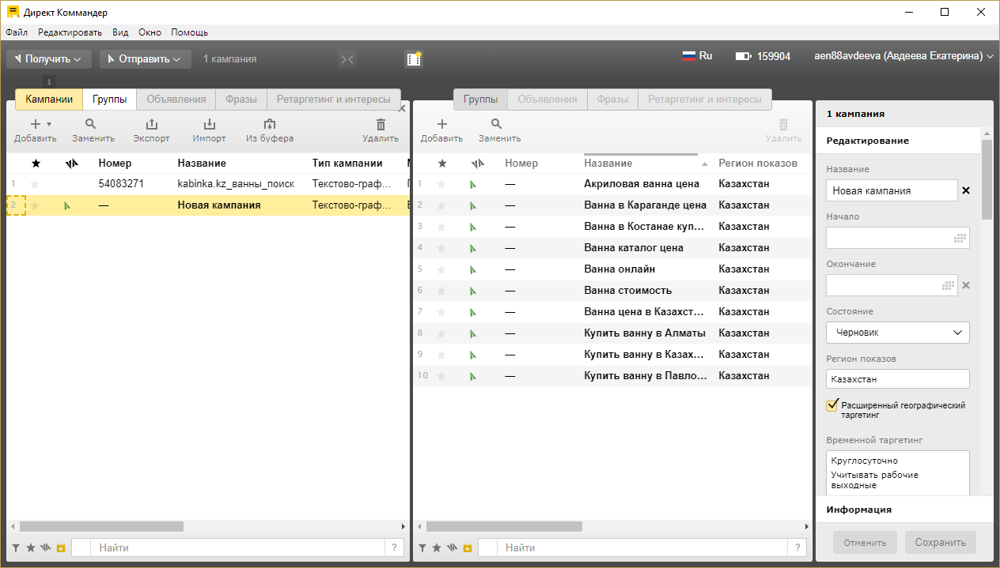 Директ Коммандер
Файл Редактировать Вид Окно Помощь
Получить Отправить 1 кампания Ru 159904 aen88avdeeva (Авдеева Екатерина)
1
Кампании Группы Объявления Фразы Ретаргетинг и интересы
Добавить Заменить Экспорт Импорт Из буфера Удалить
Номер Название Тип кампании
1 54083271 kabinka.kz_ванны_поиск Текстово-граф...
2 — Новая кампания Текстово-граф...
Найти ?
Группы Объявления Фразы Ретаргетинг и интересы
Добавить Заменить Удалить
Номер Название Регион показов
1 — Акриловая ванна цена Казахстан
2 — Ванна в Караганде цена Казахстан
3 — Ванна в Костанае куп... Казахстан
4 — Ванна каталог цена Казахстан
5 — Ванна онлайн Казахстан
6 — Ванна стоимость Казахстан
7 — Ванна цена в Казахст... Казахстан
8 — Купить ванну в Алматы Казахстан
9 — Купить ванну в Казах... Казахстан
10 — Купить ванну в Павло... Казахстан
Найти ?
1 кампания
Редактирование
Название
Новая кампания
Начало
Окончание
Состояние
Черновик
Регион показов
Казахстан
Расширенный географический
таргетинг
Временной таргетинг
Круглосуточно
Учитывать рабочие
выходные
Информация
Отменить Сохранить